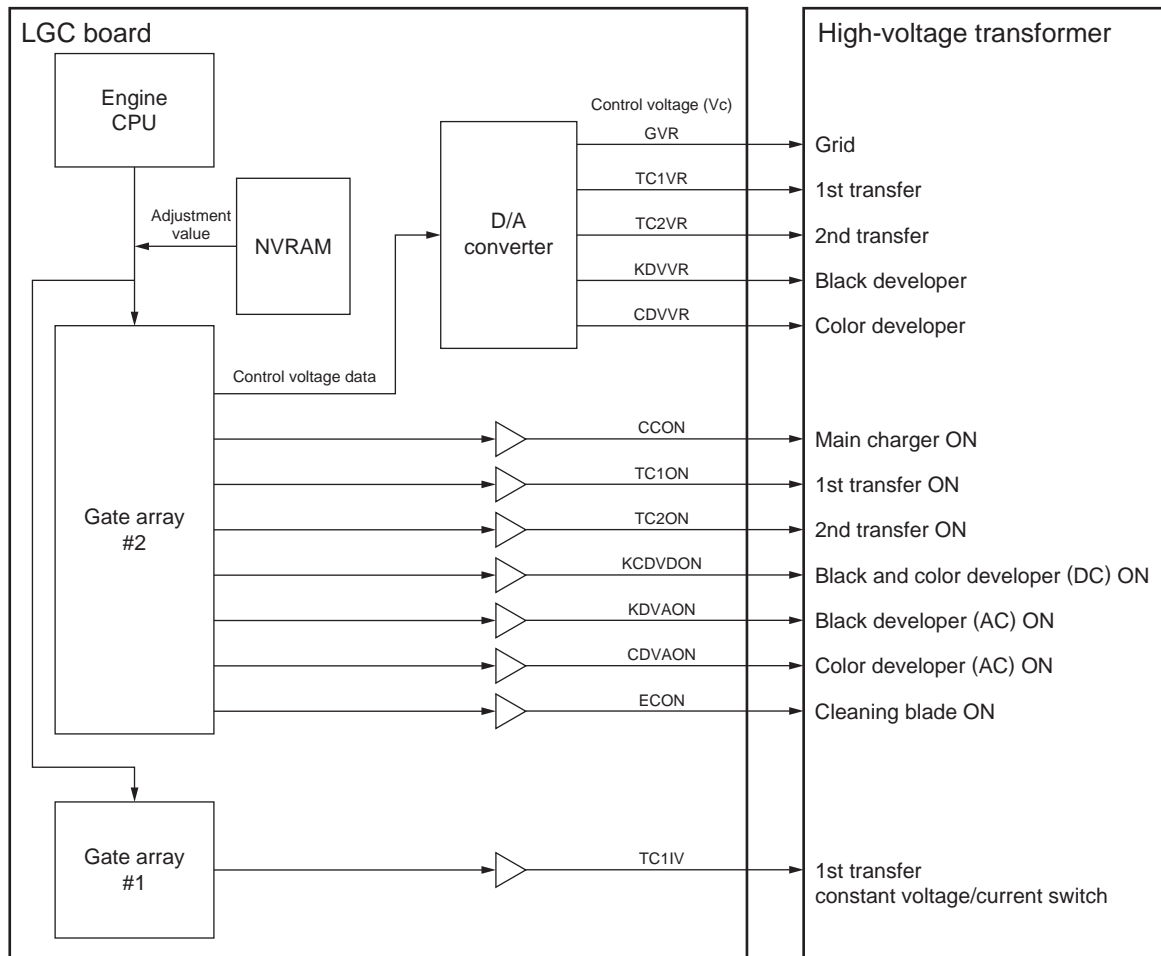 LGC board
High-voltage transformer
Engine
CPU
Adjustment
value
NVRAM
D/A
converter
Control voltage (Vc)
GVR
Grid
TC1VR
1st transfer
TC2VR
2nd transfer
KDVVR
Black developer
CDVVR
Color developer
Control voltage data
Gate array
#2
CCON
Main charger ON
TC1ON
1st transfer ON
TC2ON
2nd transfer ON
KCDVDON
Black and color developer (DC) ON
KDVAON
Black developer (AC) ON
CDVAON
Color developer (AC) ON
ECON
Cleaning blade ON
Gate array
#1
TC1IV
1st transfer
constant voltage/current switch